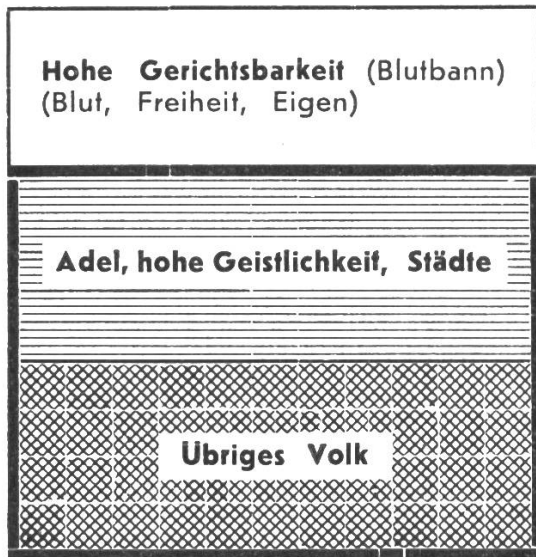 Hohe Gerichtsbarkeit (Blutbann)
(Blut, Freiheit, Eigen)
Adel, hohe Geistlichkeit, Städte
Übriges Volk